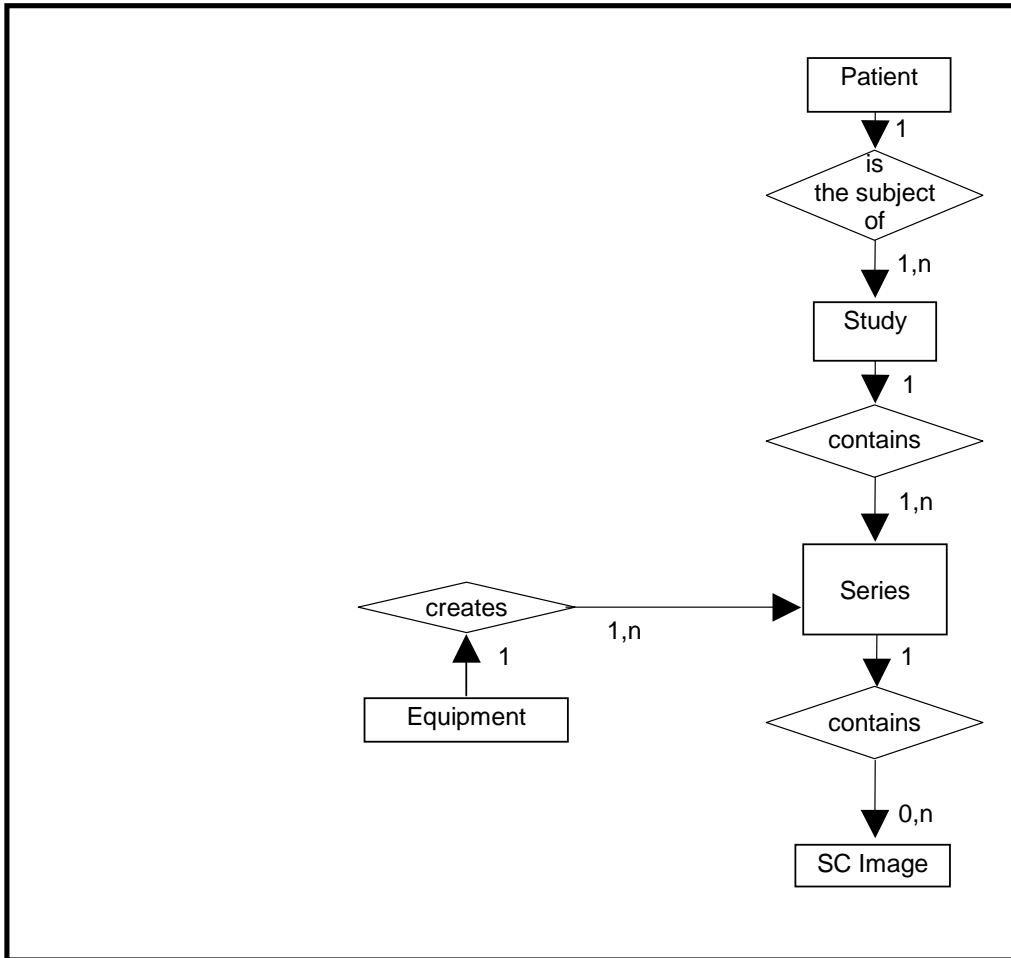 Patient
1
is
the subject
of
1,n
Study
1
contains
1,n
Series
creates
1,n
1
1
Equipment
contains
0,n
SC Image